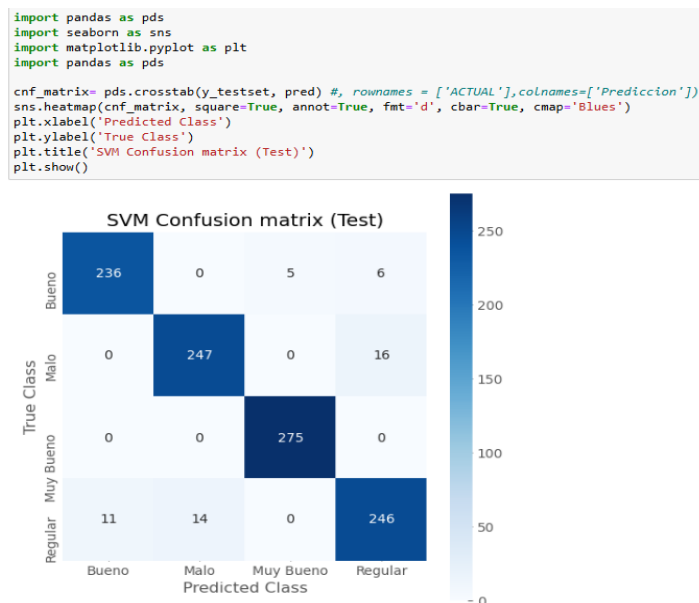 import pandas as pds
import seaborn as sns
import matplotlib.pyplot as plt
import pandas as pds
cnf_matrix= pds.crosstab(y_testset, pred) #, rownames = ['ACTUAL'],colnames=['Prediccion'])
sns.heatmap(cnf_matrix, square=True, annot=True, fmt='d', cbar=True, cmap='Blues')
plt.xlabel('Predicted Class')
plt.ylabel('True Class')
plt.title('SVM Confusion matrix (Test)')
plt.show()
SVM Confusion matrix (Test)
True Class
Bueno 236 0 5 6
Malo 0 247 0 16
Muy Bueno 0 0 275 0
Regular 11 14 0 246
Bueno Malo Muy Bueno Regular
Predicted Class
250
200
150
100
50
0